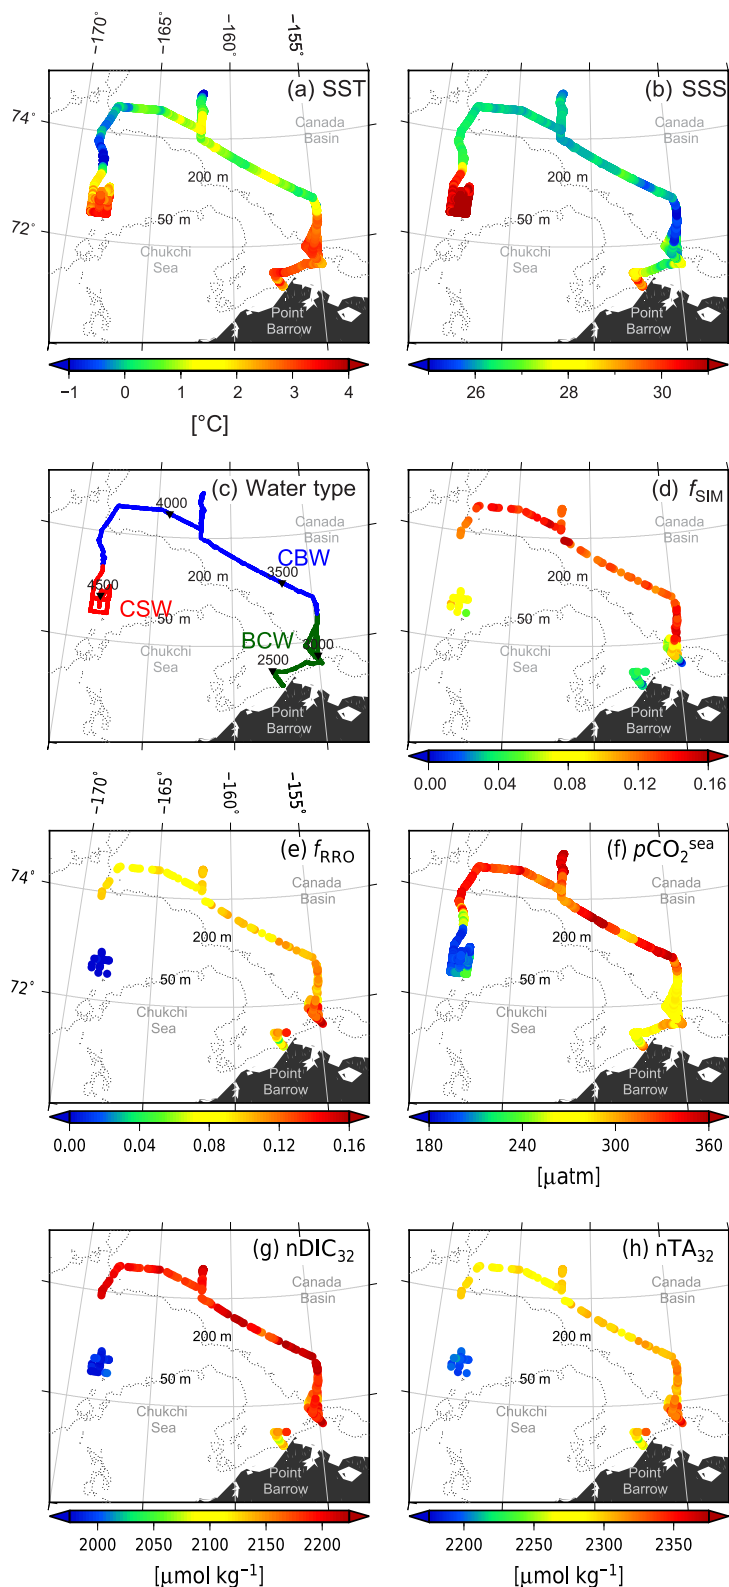 −170° −165° −160° −155°
(a) SST
(b) SSS
74°
72°
Canada
Basin
200 m
50 m
Chukchi
Sea
Point
Barrow
Canada
Basin
200 m
50 m
Chukchi
Sea
Point
Barrow
−1 0 1 2 3 4
[°C]
26 28 30
(c) Water type
(d) fSIM
4000
Canada
Basin
CBW
200 m
3500
4500
CSW
50 m
BCW
2500
3000
Chukchi
Sea
Point
Barrow
Canada
Basin
200 m
50 m
Chukchi
Sea
Point
Barrow
0.00 0.04 0.08 0.12 0.16
−170° −165° −160° −155°
(e) fRRO
(f) pCO2sea
74°
72°
Canada
Basin
200 m
50 m
Chukchi
Sea
Point
Barrow
Canada
Basin
200 m
50 m
Chukchi
Sea
Point
Barrow
0.00 0.04 0.08 0.12 0.16
180 240 300 360
[μatm]
(g) nDIC32
(h) nTA32
Canada
Basin
200 m
50 m
Chukchi
Sea
Point
Barrow
Canada
Basin
200 m
50 m
Chukchi
Sea
Point
Barrow
2000 2050 2100 2150 2200
[μmol kg−1]
2200 2250 2300 2350
[μmol kg−1]